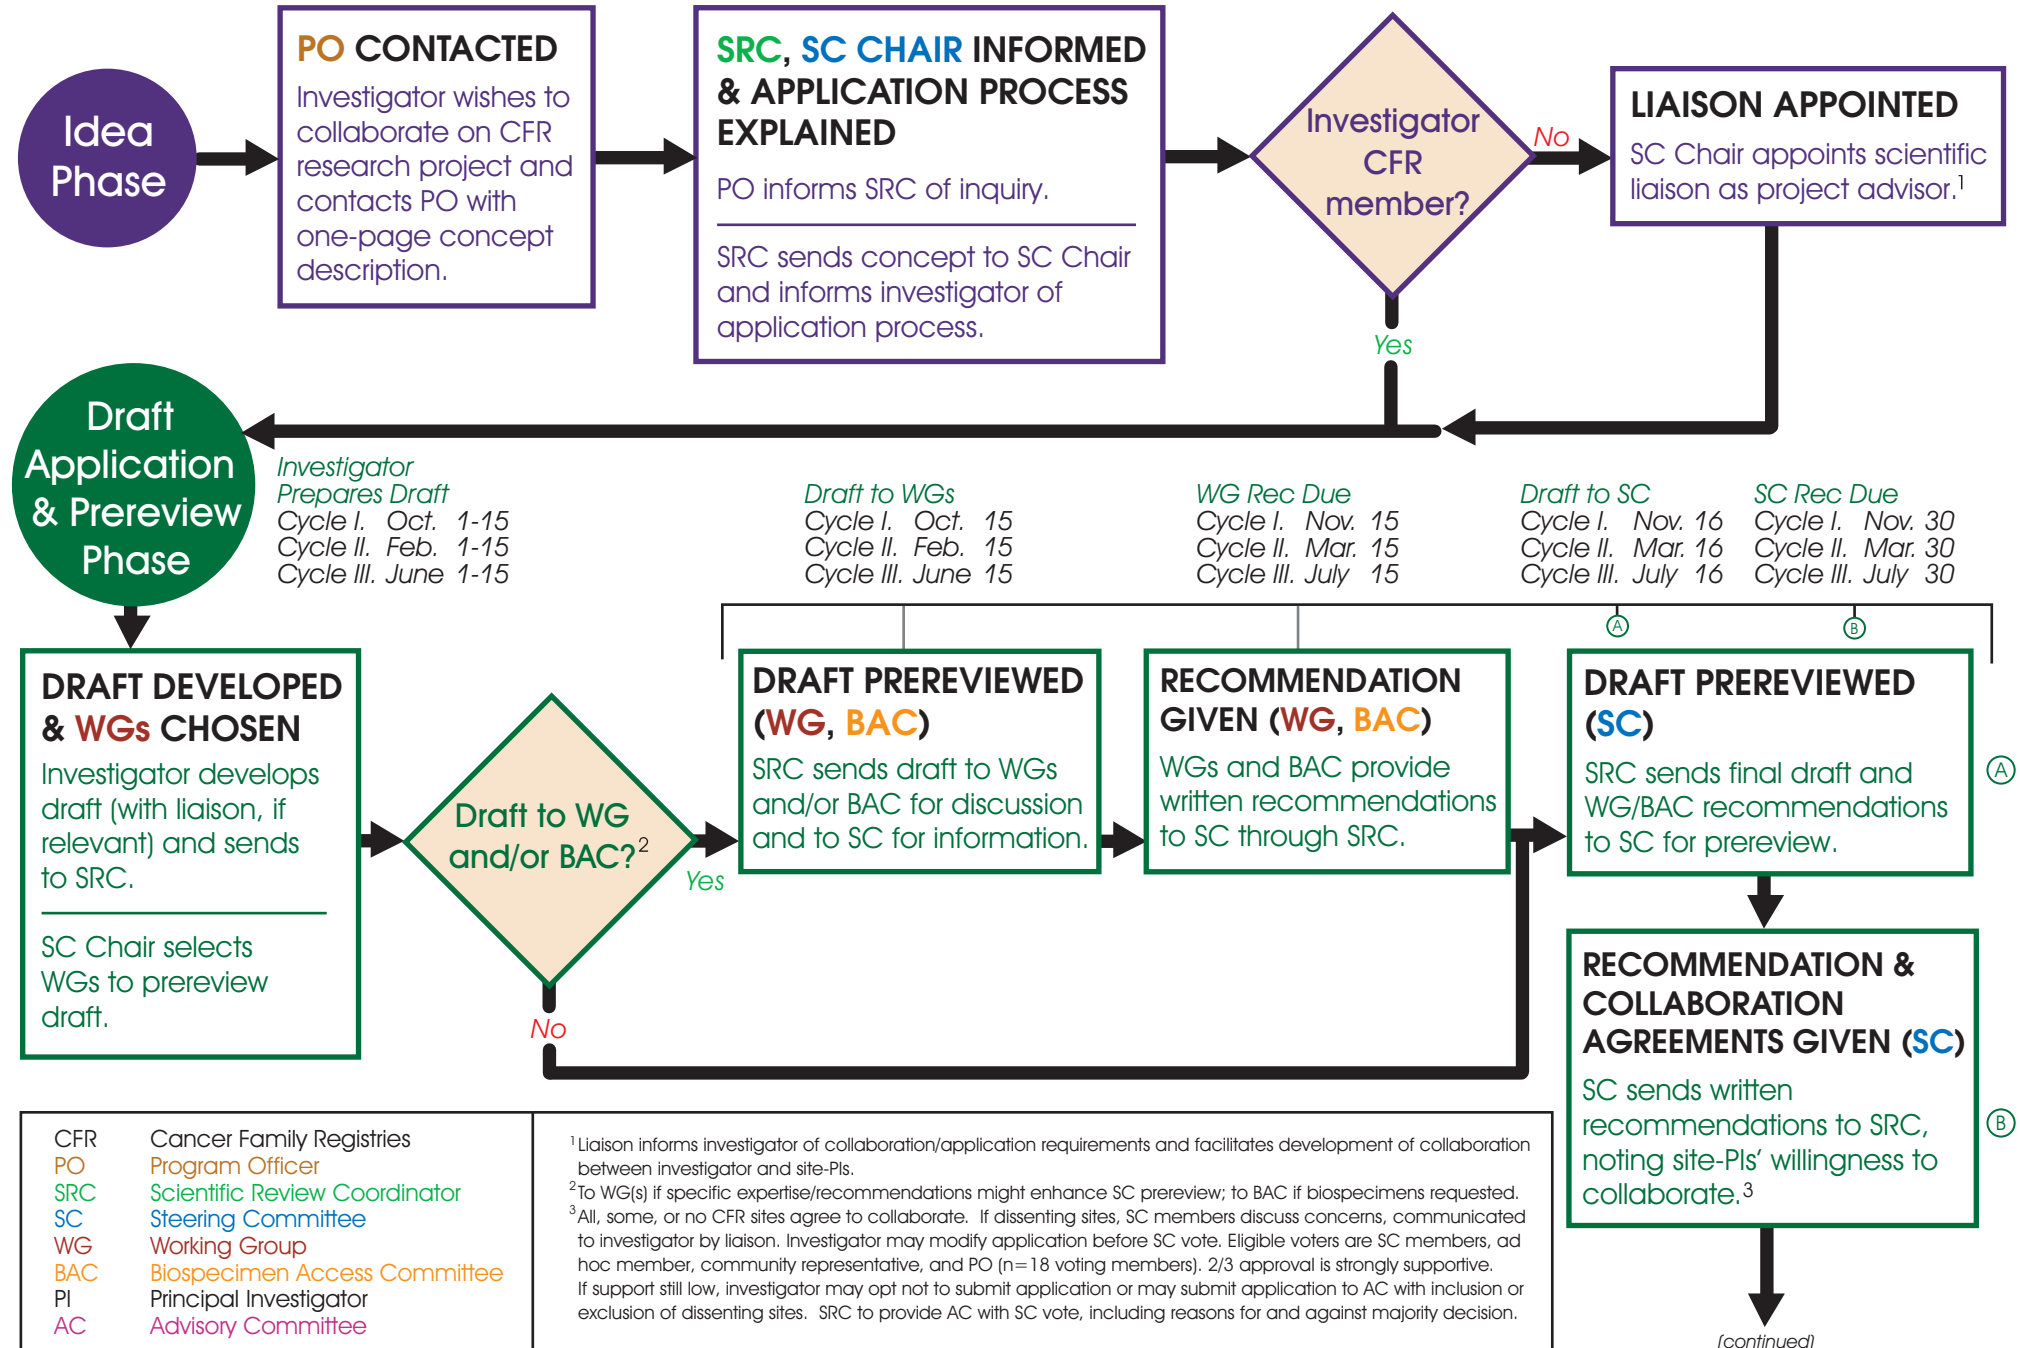 Idea
Phase
PO CONTACTED
Investigator wishes to
collaborate on CFR
research project and
contacts PO with
one-page concept
description.
SRC, SC CHAIR INFORMED
& APPLICATION PROCESS
EXPLAINED
PO informs SRC of inquiry.
SRC sends concept to SC Chair
and informs investigator of
application process.
Investigator
CFR
member?
No
Yes
LIAISON APPOINTED
SC Chair appoints scientific
liaison as project advisor.1
Draft
Application
& Prereview
Phase
Investigator
Prepares Draft
Cycle I. Oct. 1-15
Cycle II. Feb. 1-15
Cycle III. June 1-15
Draft to WGs
Cycle I. Oct. 15
Cycle II. Feb. 15
Cycle III. June 15
WG Rec Due
Cycle I. Nov. 15
Cycle II. Mar. 15
Cycle III. July 15
Draft to SC
Cycle I. Nov. 16
Cycle II. Mar. 16
Cycle III. July 16
SC Rec Due
Cycle I. Nov. 30
Cycle II. Mar. 30
Cycle III. July 30
A
B
DRAFT DEVELOPED
& WGs CHOSEN
Investigator develops
draft (with liaison, if
relevant) and sends
to SRC.
SC Chair selects
WGs to prereview
draft.
Draft to WG
and/or BAC?2
Yes
No
DRAFT PREREVIEWED
(WG, BAC)
SRC sends draft to WGs
and/or BAC for discussion
and to SC for information.
RECOMMENDATION
GIVEN (WG, BAC)
WGs and BAC provide
written recommendations
to SC through SRC.
DRAFT PREREVIEWED
(SC)
SRC sends final draft and
WG/BAC recommendations
to SC for prereview.
A
RECOMMENDATION &
COLLABORATION
AGREEMENTS GIVEN (SC)
SC sends written
recommendations to SRC,
noting site-PIs' willingness to
collaborate.3
B
(continued)
CFR Cancer Family Registries
PO Program Officer
SRC Scientific Review Coordinator
SC Steering Committee
WG Working Group
BAC Biospecimen Access Committee
PI Principal Investigator
AC Advisory Committee
1 Liaison informs investigator of collaboration/application requirements and facilitates development of collaboration
between investigator and site-PIs.
2 To WG(s) if specific expertise/recommendations might enhance SC prereview; to BAC if biospecimens requested.
3 All, some, or no CFR sites agree to collaborate. If dissenting sites, SC members discuss concerns, communicated
to investigator by liaison. Investigator may modify application before SC vote. Eligible voters are SC members, ad
hoc member, community representative, and PO (n=18 voting members). 2/3 approval is strongly supportive.
If support still low, investigator may opt not to submit application or may submit application to AC with inclusion or
exclusion of dissenting sites. SRC to provide AC with SC vote, including reasons for and against majority decision.